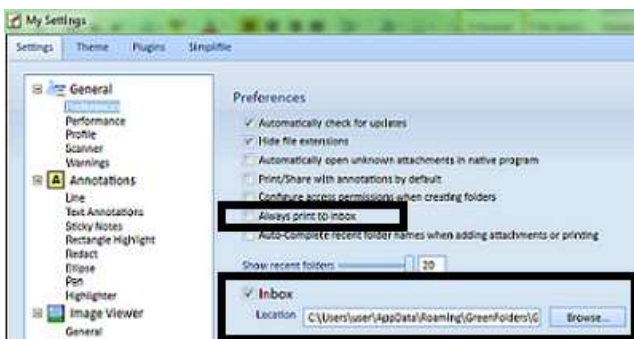 My Settings
Settings Theme Plugins Simplifile
General
Preferences
Performance
Profile
Scanner
Warnings
Annotations
Line
Text Annotations
Sticky Notes
Rectangle Highlight
Redact
Ellipse
Pen
Highlighter
Image Viewer
General
Preferences
Automatically check for updates
Hide file extensions
Automatically open unknown attachments in native program
Print/Share with annotations by default
Configure access permissions when creating folders
Always print to inbox
Auto-Complete recent folder names when adding attachments or printing
Show recent folders 20
Inbox
Location C:\Users\user\AppData\Roaming\GreenFolders\G Browse...